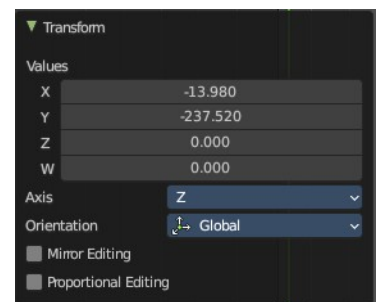 Transform
Values
X -13.980
Y -237.520
Z 0.000
W 0.000
Axis Z
Orientation Global
Mirror Editing
Proportional Editing